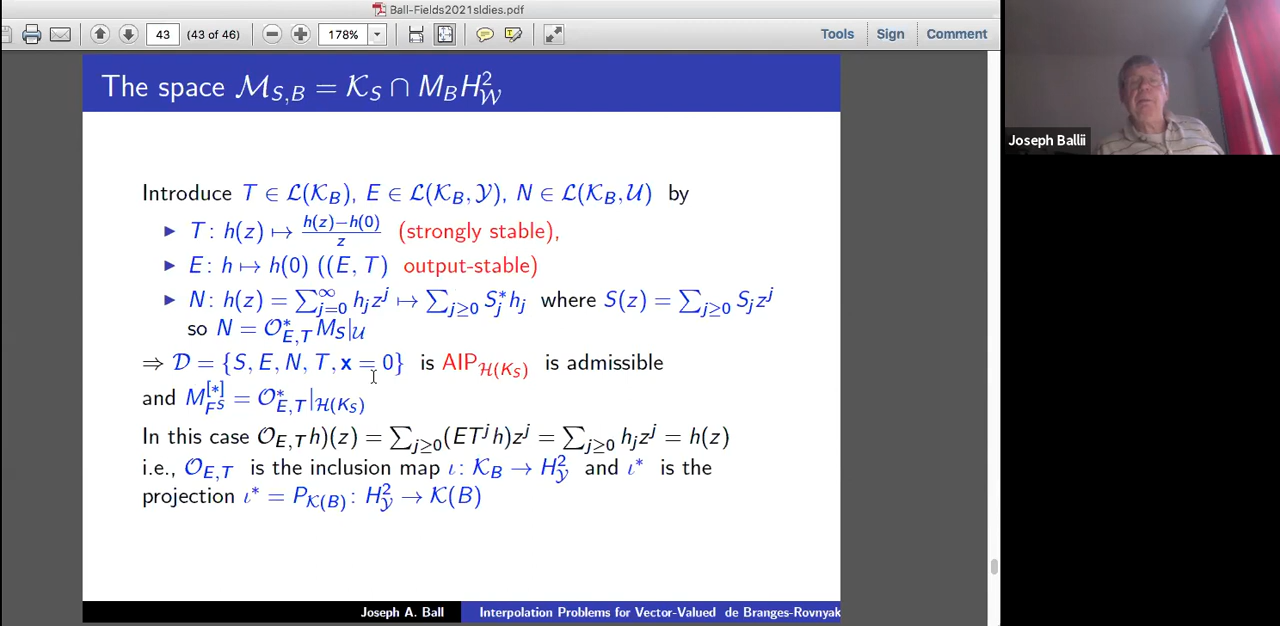 Ball-Fields2021sldies.pdf
43 (43 of 46) 178% Tools Sign Comment
The space 𝓜_{S,B} = 𝓚_S ∩ M_B H²_𝓦
Joseph Ballii
Introduce T ∈ 𝓛(𝓚_B), E ∈ 𝓛(𝓚_B, 𝓨), N ∈ 𝓛(𝓚_B, 𝓤) by
▶ T: h(z) ↦ \frac{h(z)−h(0)}{z} (strongly stable),
▶ E: h ↦ h(0) ((E, T) output-stable)
▶ N: h(z) = ∑_{j=0}^{∞} h_j z^j ↦ ∑_{j≥0} S_j^* h_j where S(z) = ∑_{j≥0} S_j z^j
so N = 𝓞^*_{E,T} M_S|_𝓤
⇒ 𝓓 = {S, E, N, T, x = 0} is AIP_{𝓗(K_S)} is admissible
and M^{[*]}_{F^S} = 𝓞^*_{E,T}|_{𝓗(K_S)}
In this case 𝓞_{E,T} h)(z) = ∑_{j≥0}(ET^j h)z^j = ∑_{j≥0} h_j z^j = h(z)
i.e., 𝓞_{E,T} is the inclusion map ι: 𝓚_B → H²_𝓨 and ι^* is the
projection ι^* = P_{𝓚(B)}: H²_𝓨 → 𝓚(B)
Joseph A. Ball Interpolation Problems for Vector-Valued de Branges-Rovnyak